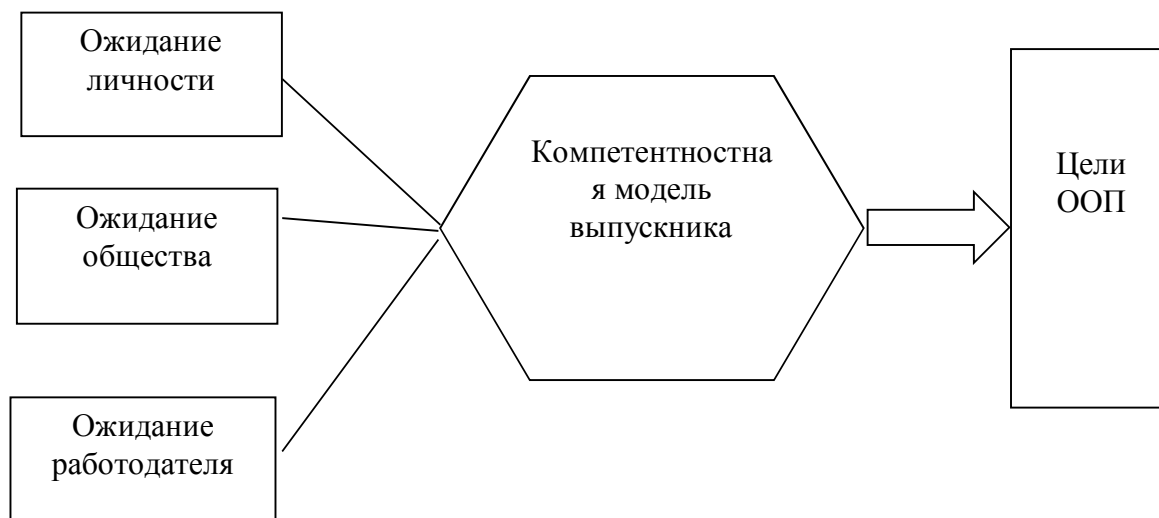 Ожидание
личности
Ожидание
общества
Ожидание
работодателя
Компетентностна
я модель
выпускника
Цели
ООП